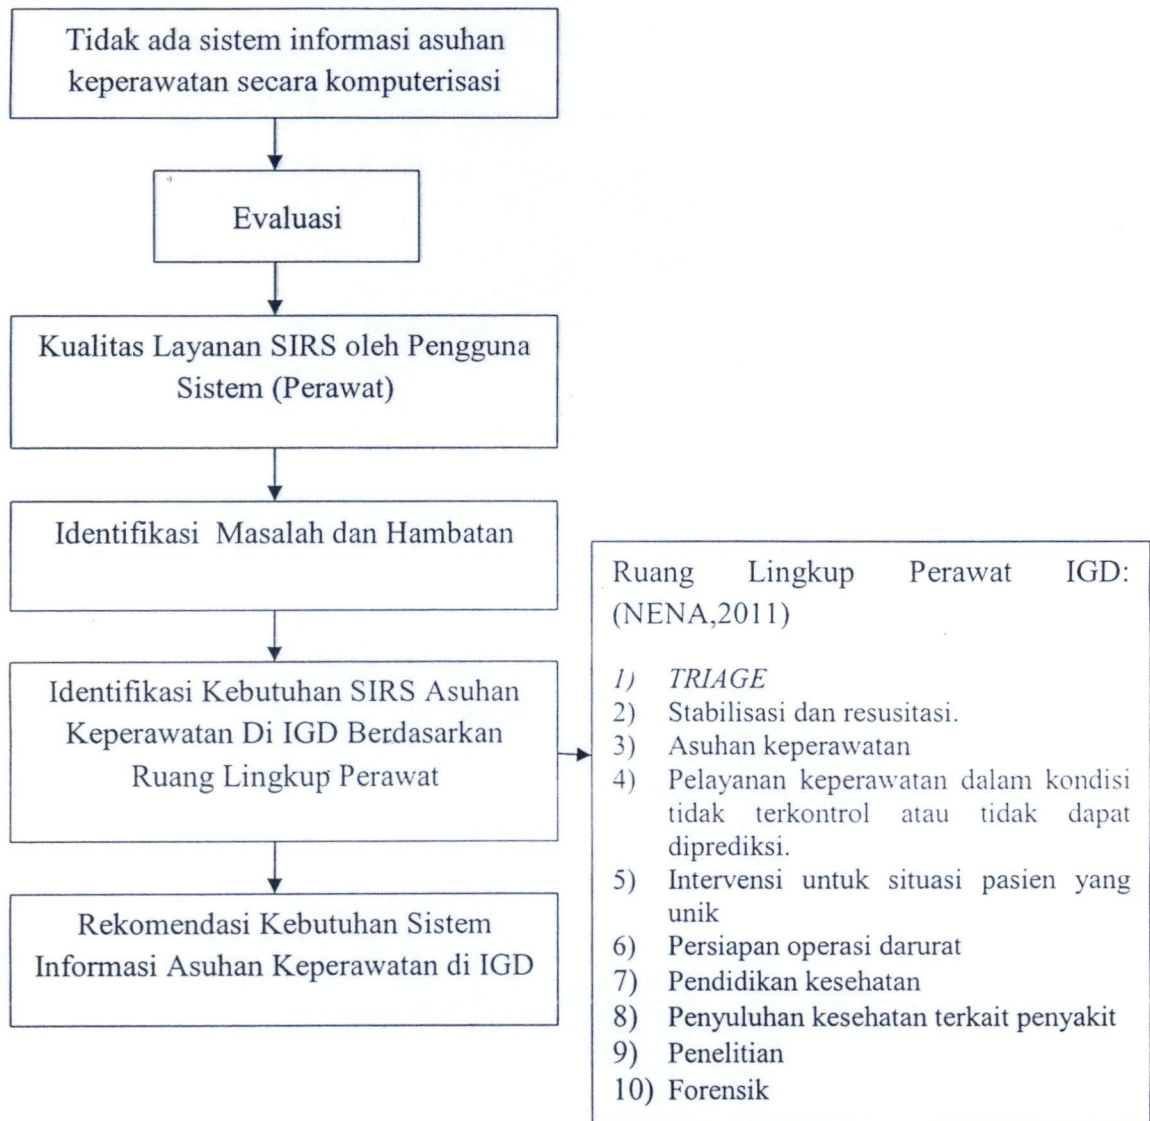 Tidak ada sistem informasi asuhan
keperawatan secara komputerisasi
Evaluasi
Kualitas Layanan SIRS oleh Pengguna
Sistem (Perawat)
Identifikasi Masalah dan Hambatan
Identifikasi Kebutuhan SIRS Asuhan
Keperawatan Di IGD Berdasarkan
Ruang Lingkup Perawat
Rekomendasi Kebutuhan Sistem
Informasi Asuhan Keperawatan di IGD
Ruang Lingkup Perawat IGD:
(NENA,2011)
1) TRIAGE
2) Stabilisasi dan resusitasi.
3) Asuhan keperawatan
4) Pelayanan keperawatan dalam kondisi
tidak terkontrol atau tidak dapat
diprediksi.
5) Intervensi untuk situasi pasien yang
unik
6) Persiapan operasi darurat
7) Pendidikan kesehatan
8) Penyuluhan kesehatan terkait penyakit
9) Penelitian
10) Forensik